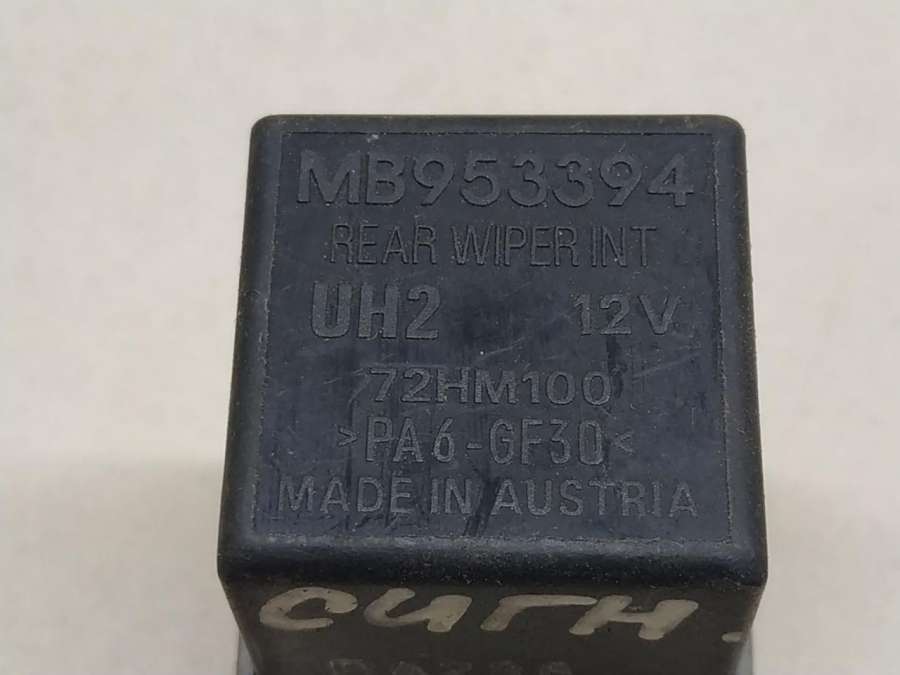 MB953394
REAR WIPER INT
UH2 12V
72HM100
>PA6-GF30<
MADE IN AUSTRIA
сигн.